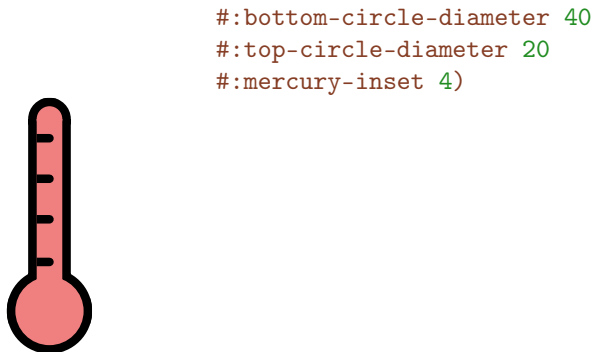 #:bottom-circle-diameter 40
#:top-circle-diameter 20
#:mercury-inset 4)